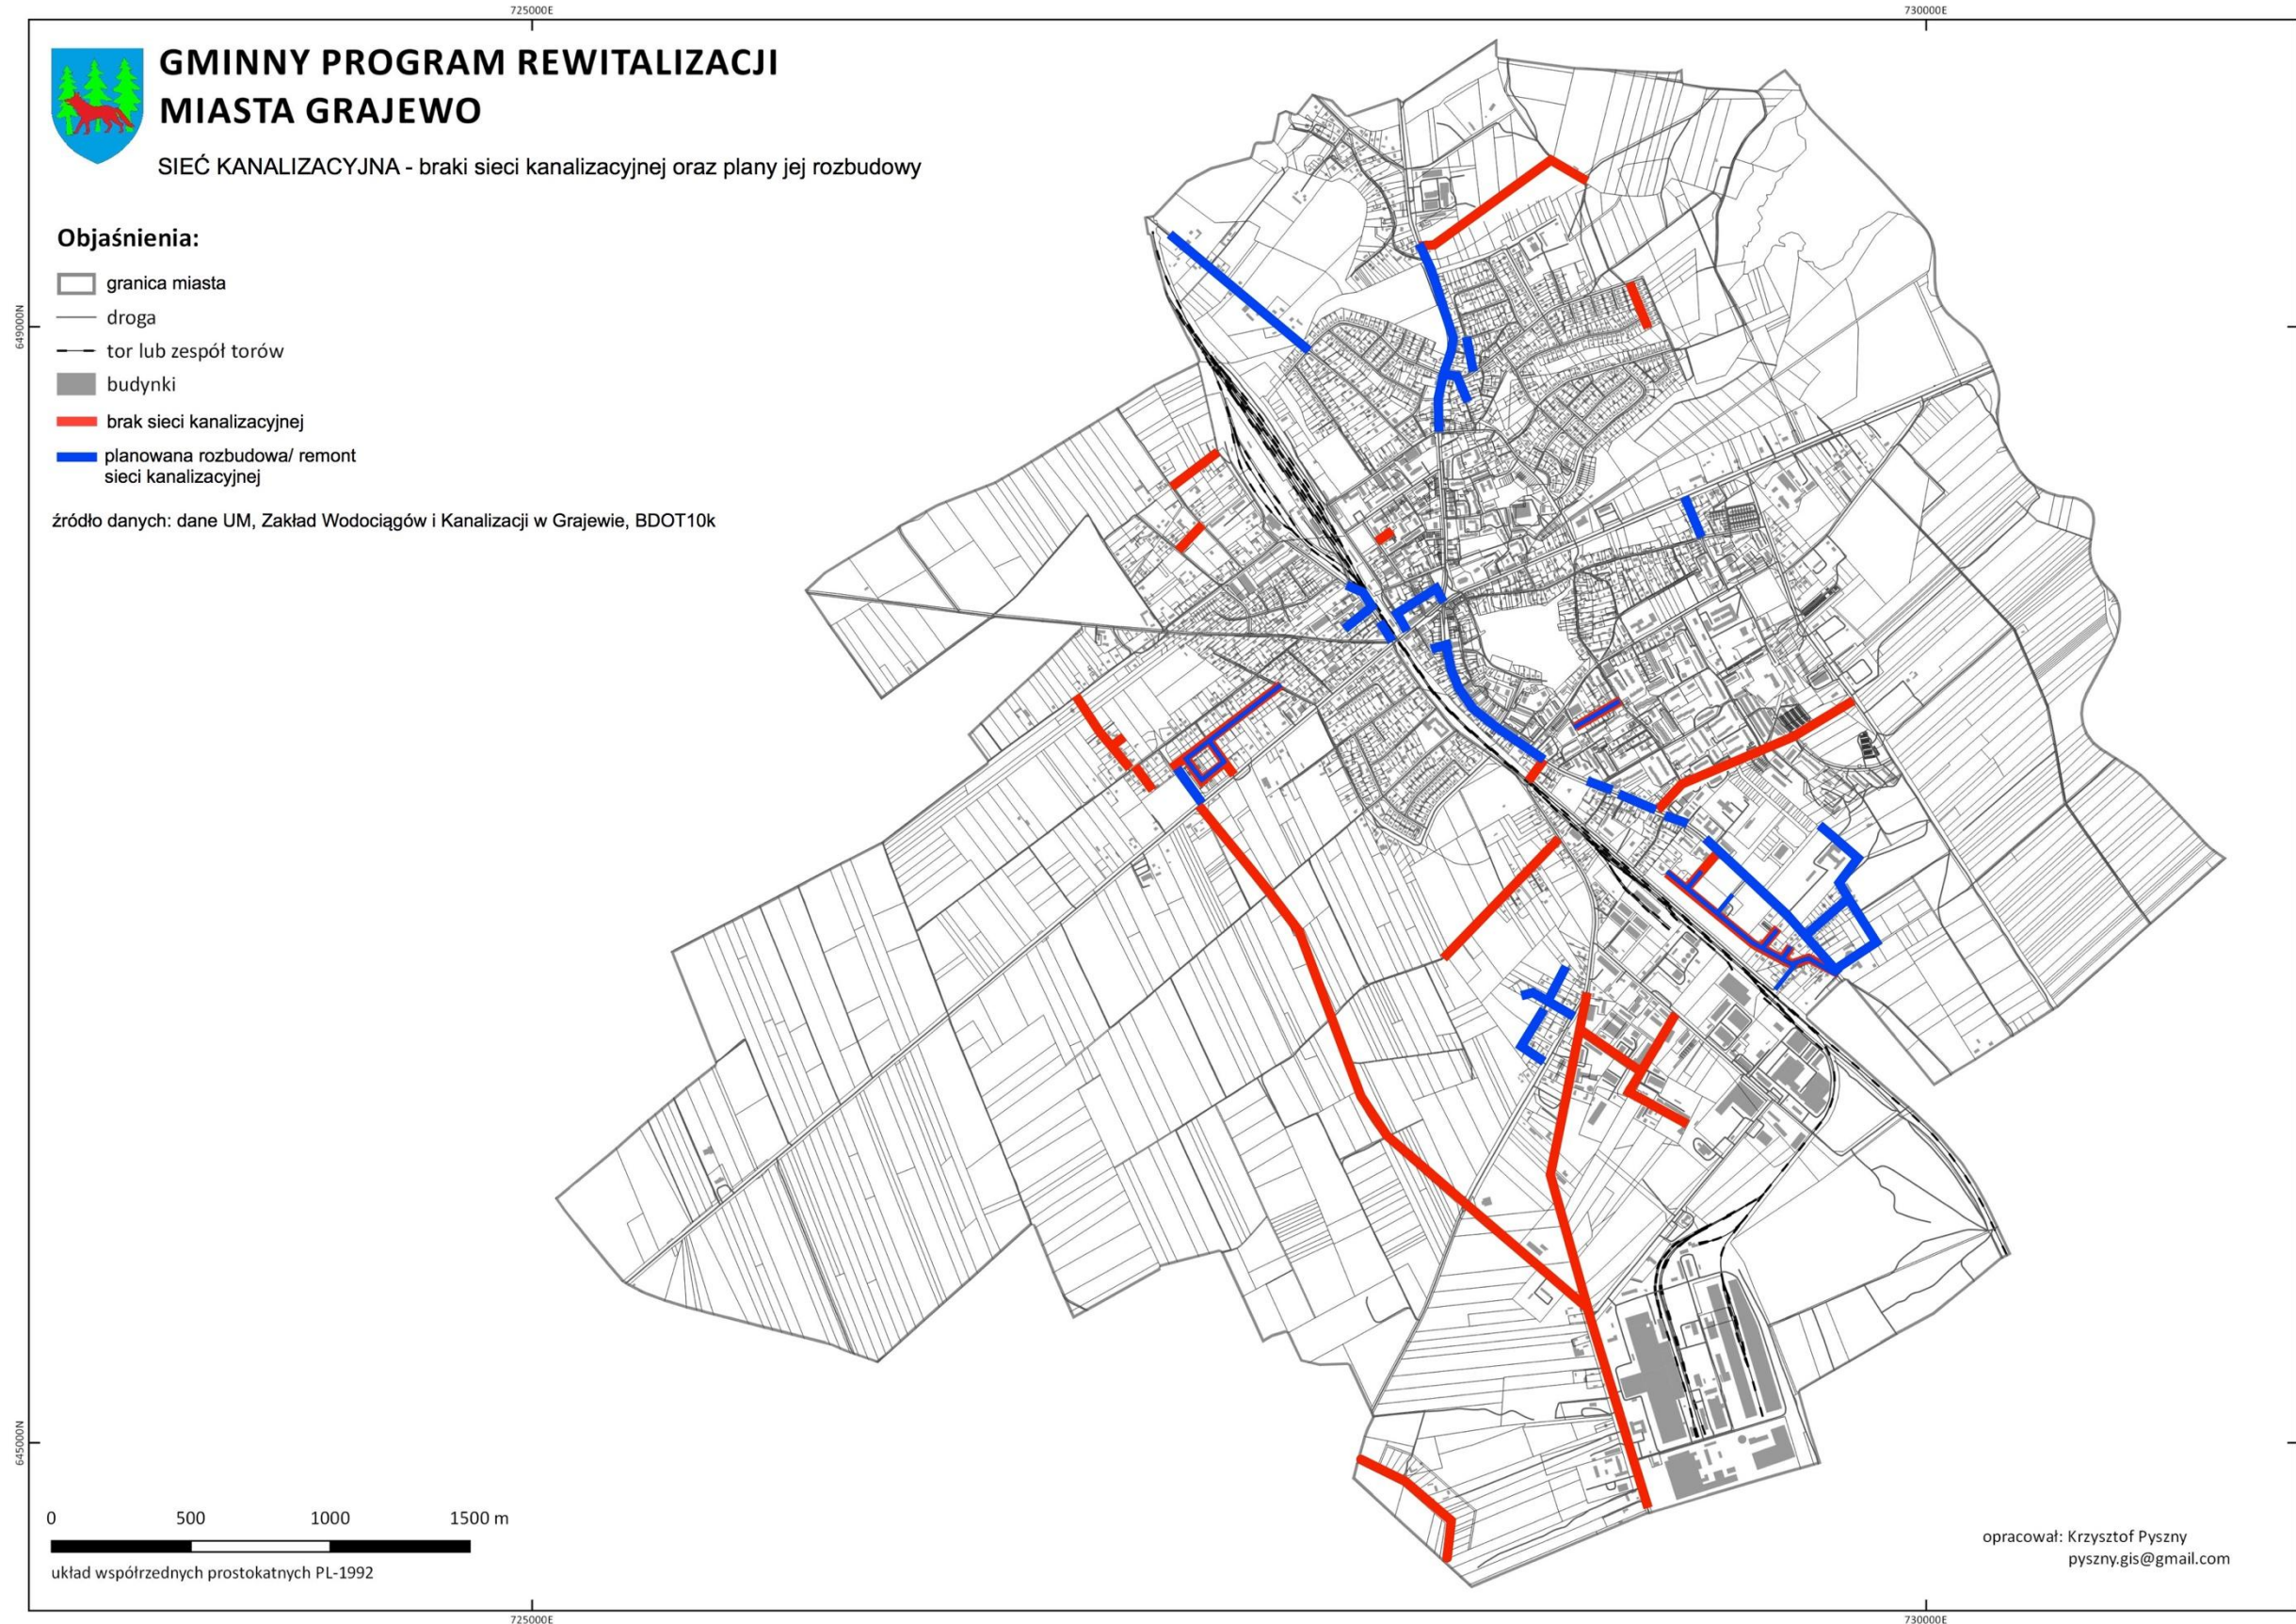 725000E
730000E
GMINNY PROGRAM REWITALIZACJI
MIASTA GRAJEWO
SIEĆ KANALIZACYJNA - braki sieci kanalizacyjnej oraz plany jej rozbudowy
Objaśnienia:
granica miasta
droga
649000N
tor lub zespół torów
budynki
brak sieci kanalizacyjnej
planowana rozbudowa/ remont
sieci kanalizacyjnej
źródło danych: dane UM, Zakład Wodociągów i Kanalizacji w Grajewie, BDOT10k
645000N
0 500 1000 1500 m
układ współrzędnych prostokatnych PL-1992
opracował: Krzysztof Pyszny
pyszny.gis@gmail.com
725000E
730000E